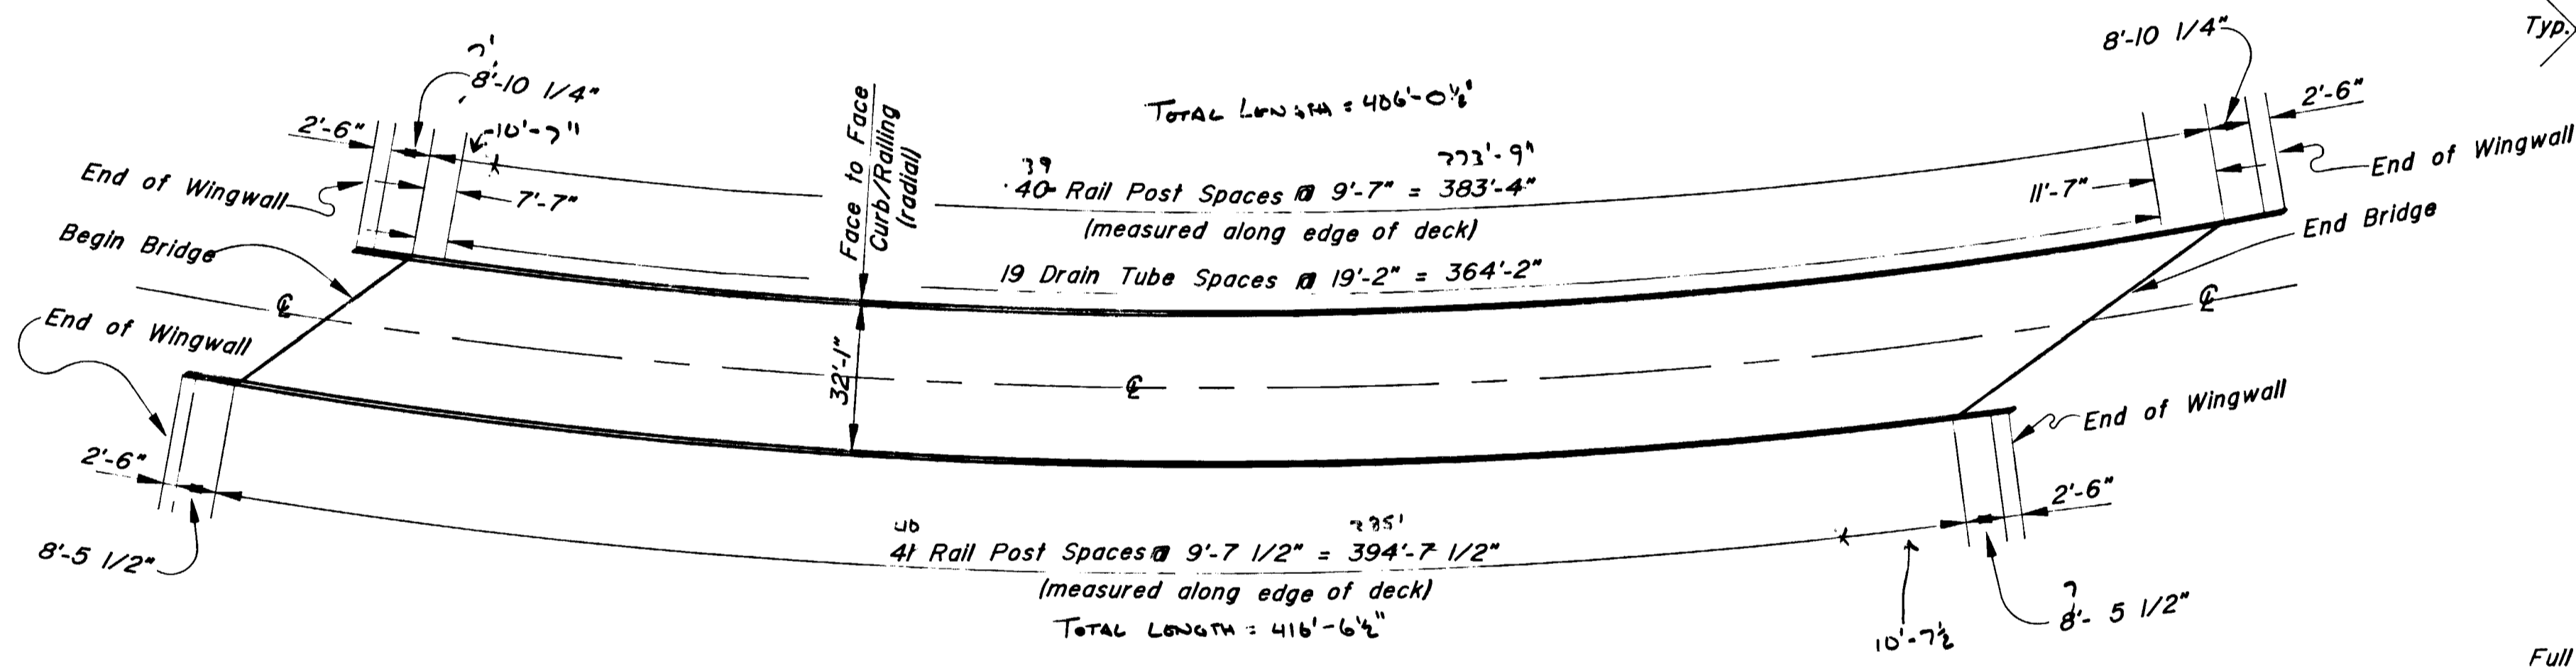 Typ.
7'
8'-10 1/4"
8'-10 1/4"
TOTAL LENGTH = 406'-0½"
2'-6"
2'-6"
10'-7"
Face to Face
Curb/Railing
(radial)
39
373'-9"
40 Rail Post Spaces @ 9'-7" = 383'-4"
(measured along edge of deck)
End of Wingwall
End of Wingwall
7'-7"
11'-7"
Begin Bridge
End Bridge
19 Drain Tube Spaces @ 19'-2" = 364'-2"
℄
℄
End of Wingwall
32'-1"
℄
End of Wingwall
2'-6"
2'-6"
8'-5 1/2"
40
385'
41 Rail Post Spaces @ 9'-7 1/2" = 394'-7 1/2"
(measured along edge of deck)
TOTAL LENGTH = 416'-6½"
10'-7½
7
8'- 5 1/2"
Full